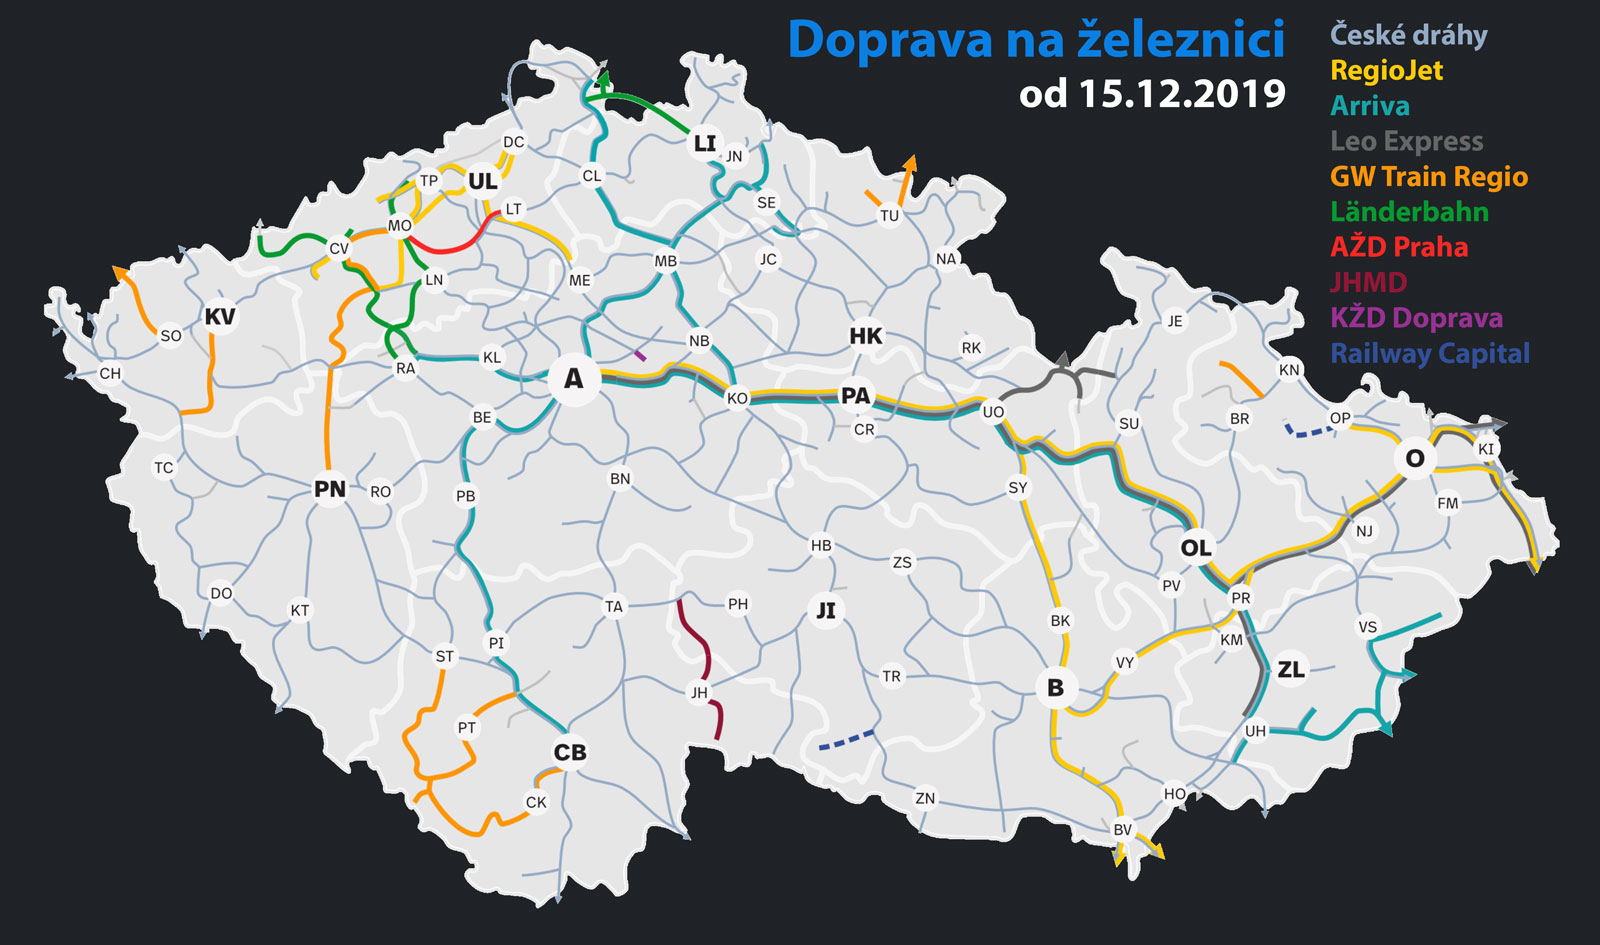 Doprava na železnici
od 15.12.2019
České dráhy
RegioJet
Arriva
Leo Express
GW Train Regio
Länderbahn
AŽD Praha
JHMD
KŽD Doprava
Railway Capital
DC
LI
JN
TP
UL
CL
LT
SE
MO
TU
CV
LN
ME
MB
JC
NA
KV
SO
JE
HK
NB
RK
KL
RA
CH
A
KN
KO
PA
UO
BE
CR
SU
BR
OP
KI
O
TC
PN
RO
PB
BN
SY
FM
NJ
HB
OL
ZS
PV
DO
KT
TA
PH
JI
PR
BK
VS
KM
PI
ST
VY
ZL
TR
B
JH
PT
UH
CB
CK
ZN
HO
BV